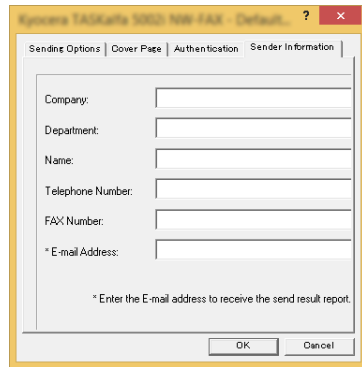 Kyocera TASKalfa 5002i NW-FAX - Default...
Sending Options
Cover Page
Authentication
Sender Information
Company:
Department:
Name:
Telephone Number:
FAX Number:
* E-mail Address:
* Enter the E-mail address to receive the send result report.
OK
Cancel